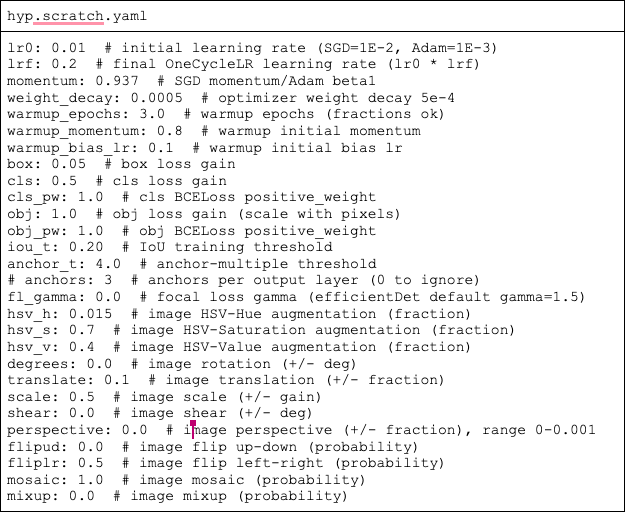 hyp.scratch.yaml
lr0: 0.01  # initial learning rate (SGD=1E-2, Adam=1E-3)
lrf: 0.2  # final OneCycleLR learning rate (lr0 * lrf)
momentum: 0.937  # SGD momentum/Adam beta1
weight_decay: 0.0005  # optimizer weight decay 5e-4
warmup_epochs: 3.0  # warmup epochs (fractions ok)
warmup_momentum: 0.8  # warmup initial momentum
warmup_bias_lr: 0.1  # warmup initial bias lr
box: 0.05  # box loss gain
cls: 0.5  # cls loss gain
cls_pw: 1.0  # cls BCELoss positive_weight
obj: 1.0  # obj loss gain (scale with pixels)
obj_pw: 1.0  # obj BCELoss positive_weight
iou_t: 0.20  # IoU training threshold
anchor_t: 4.0  # anchor-multiple threshold
# anchors: 3  # anchors per output layer (0 to ignore)
fl_gamma: 0.0  # focal loss gamma (efficientDet default gamma=1.5)
hsv_h: 0.015  # image HSV-Hue augmentation (fraction)
hsv_s: 0.7  # image HSV-Saturation augmentation (fraction)
hsv_v: 0.4  # image HSV-Value augmentation (fraction)
degrees: 0.0  # image rotation (+/- deg)
translate: 0.1  # image translation (+/- fraction)
scale: 0.5  # image scale (+/- gain)
shear: 0.0  # image shear (+/- deg)
perspective: 0.0  # image perspective (+/- fraction), range 0-0.001
flipud: 0.0  # image flip up-down (probability)
fliplr: 0.5  # image flip left-right (probability)
mosaic: 1.0  # image mosaic (probability)
mixup: 0.0  # image mixup (probability)